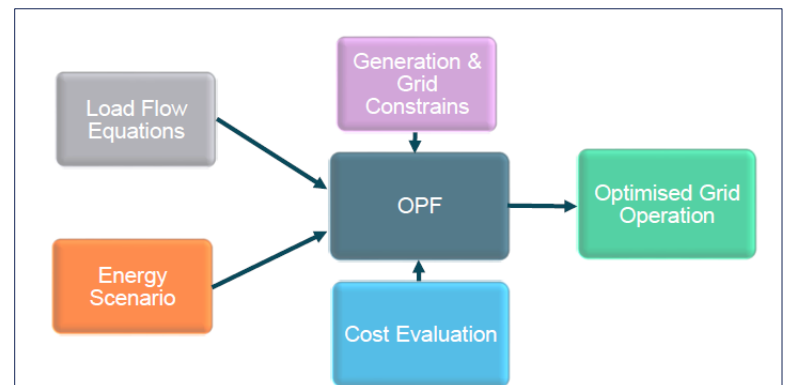 Generation &
Grid
Constrains
Load Flow
Equations
OPF
Optimised Grid
Operation
Energy
Scenario
Cost Evaluation